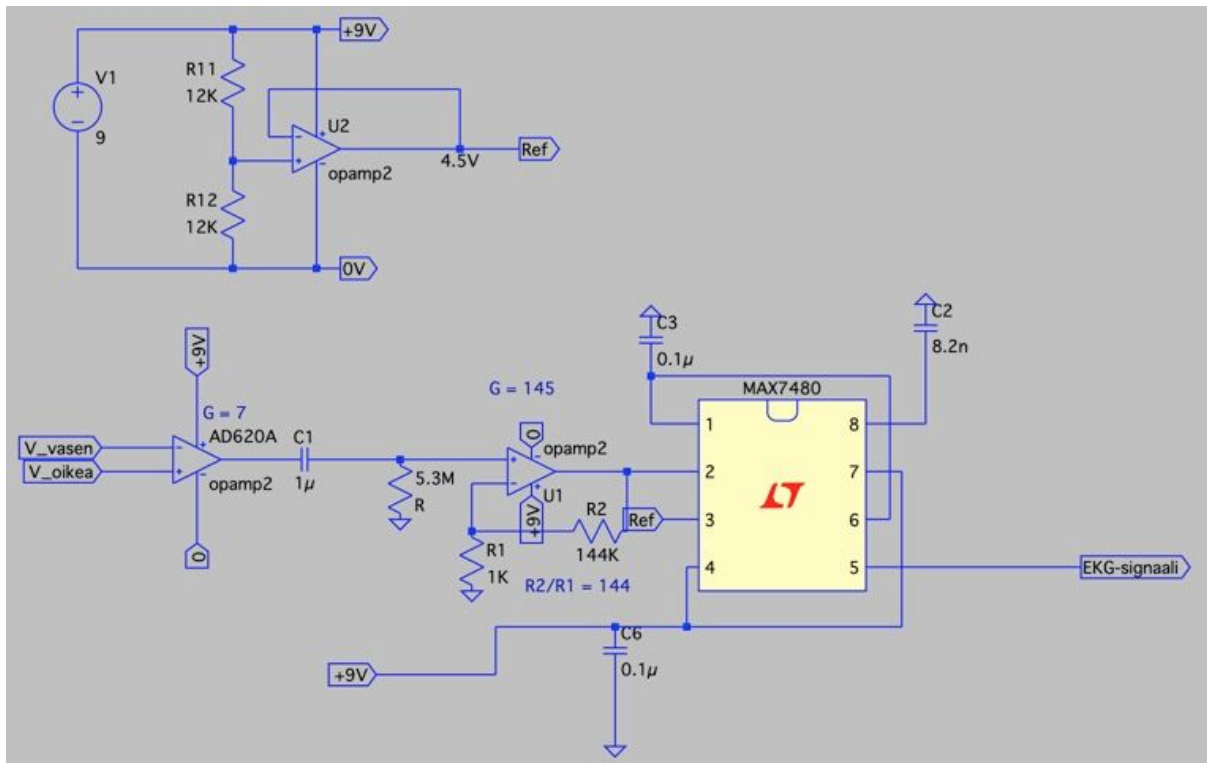 +9V
V1
R11
12K
9
U2
4.5V
Ref
opamp2
R12
12K
0V
C3
0.1µ
C2
8.2n
+9V
G = 7
G = 145
MAX7480
AD620A
C1
0
opamp2
1
8
V_vasen
V_oikea
opamp2
1µ
5.3M
R
2
7
U1
+9V
R2
Ref
3
6
0
R1
1K
144K
R2/R1 = 144
4
5
EKG-signaali
C6
0.1µ
+9V